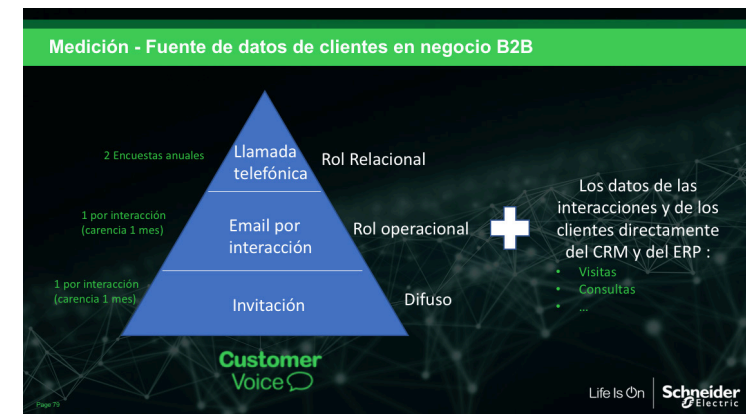 Medición - Fuente de datos de clientes en negocio B2B
2 Encuestas anuales
Llamada
telefónica
Rol Relacional
1 por interacción
(carencia 1 mes)
Email por
interacción
Rol operacional
1 por interacción
(carencia 1 mes)
Invitación
Difuso
Los datos de las
interacciones y de los
clientes directamente
del CRM y del ERP :
• Visitas
• Consultas
• ...
Customer
Voice
Page 79
Life Is On
Schneider
Electric